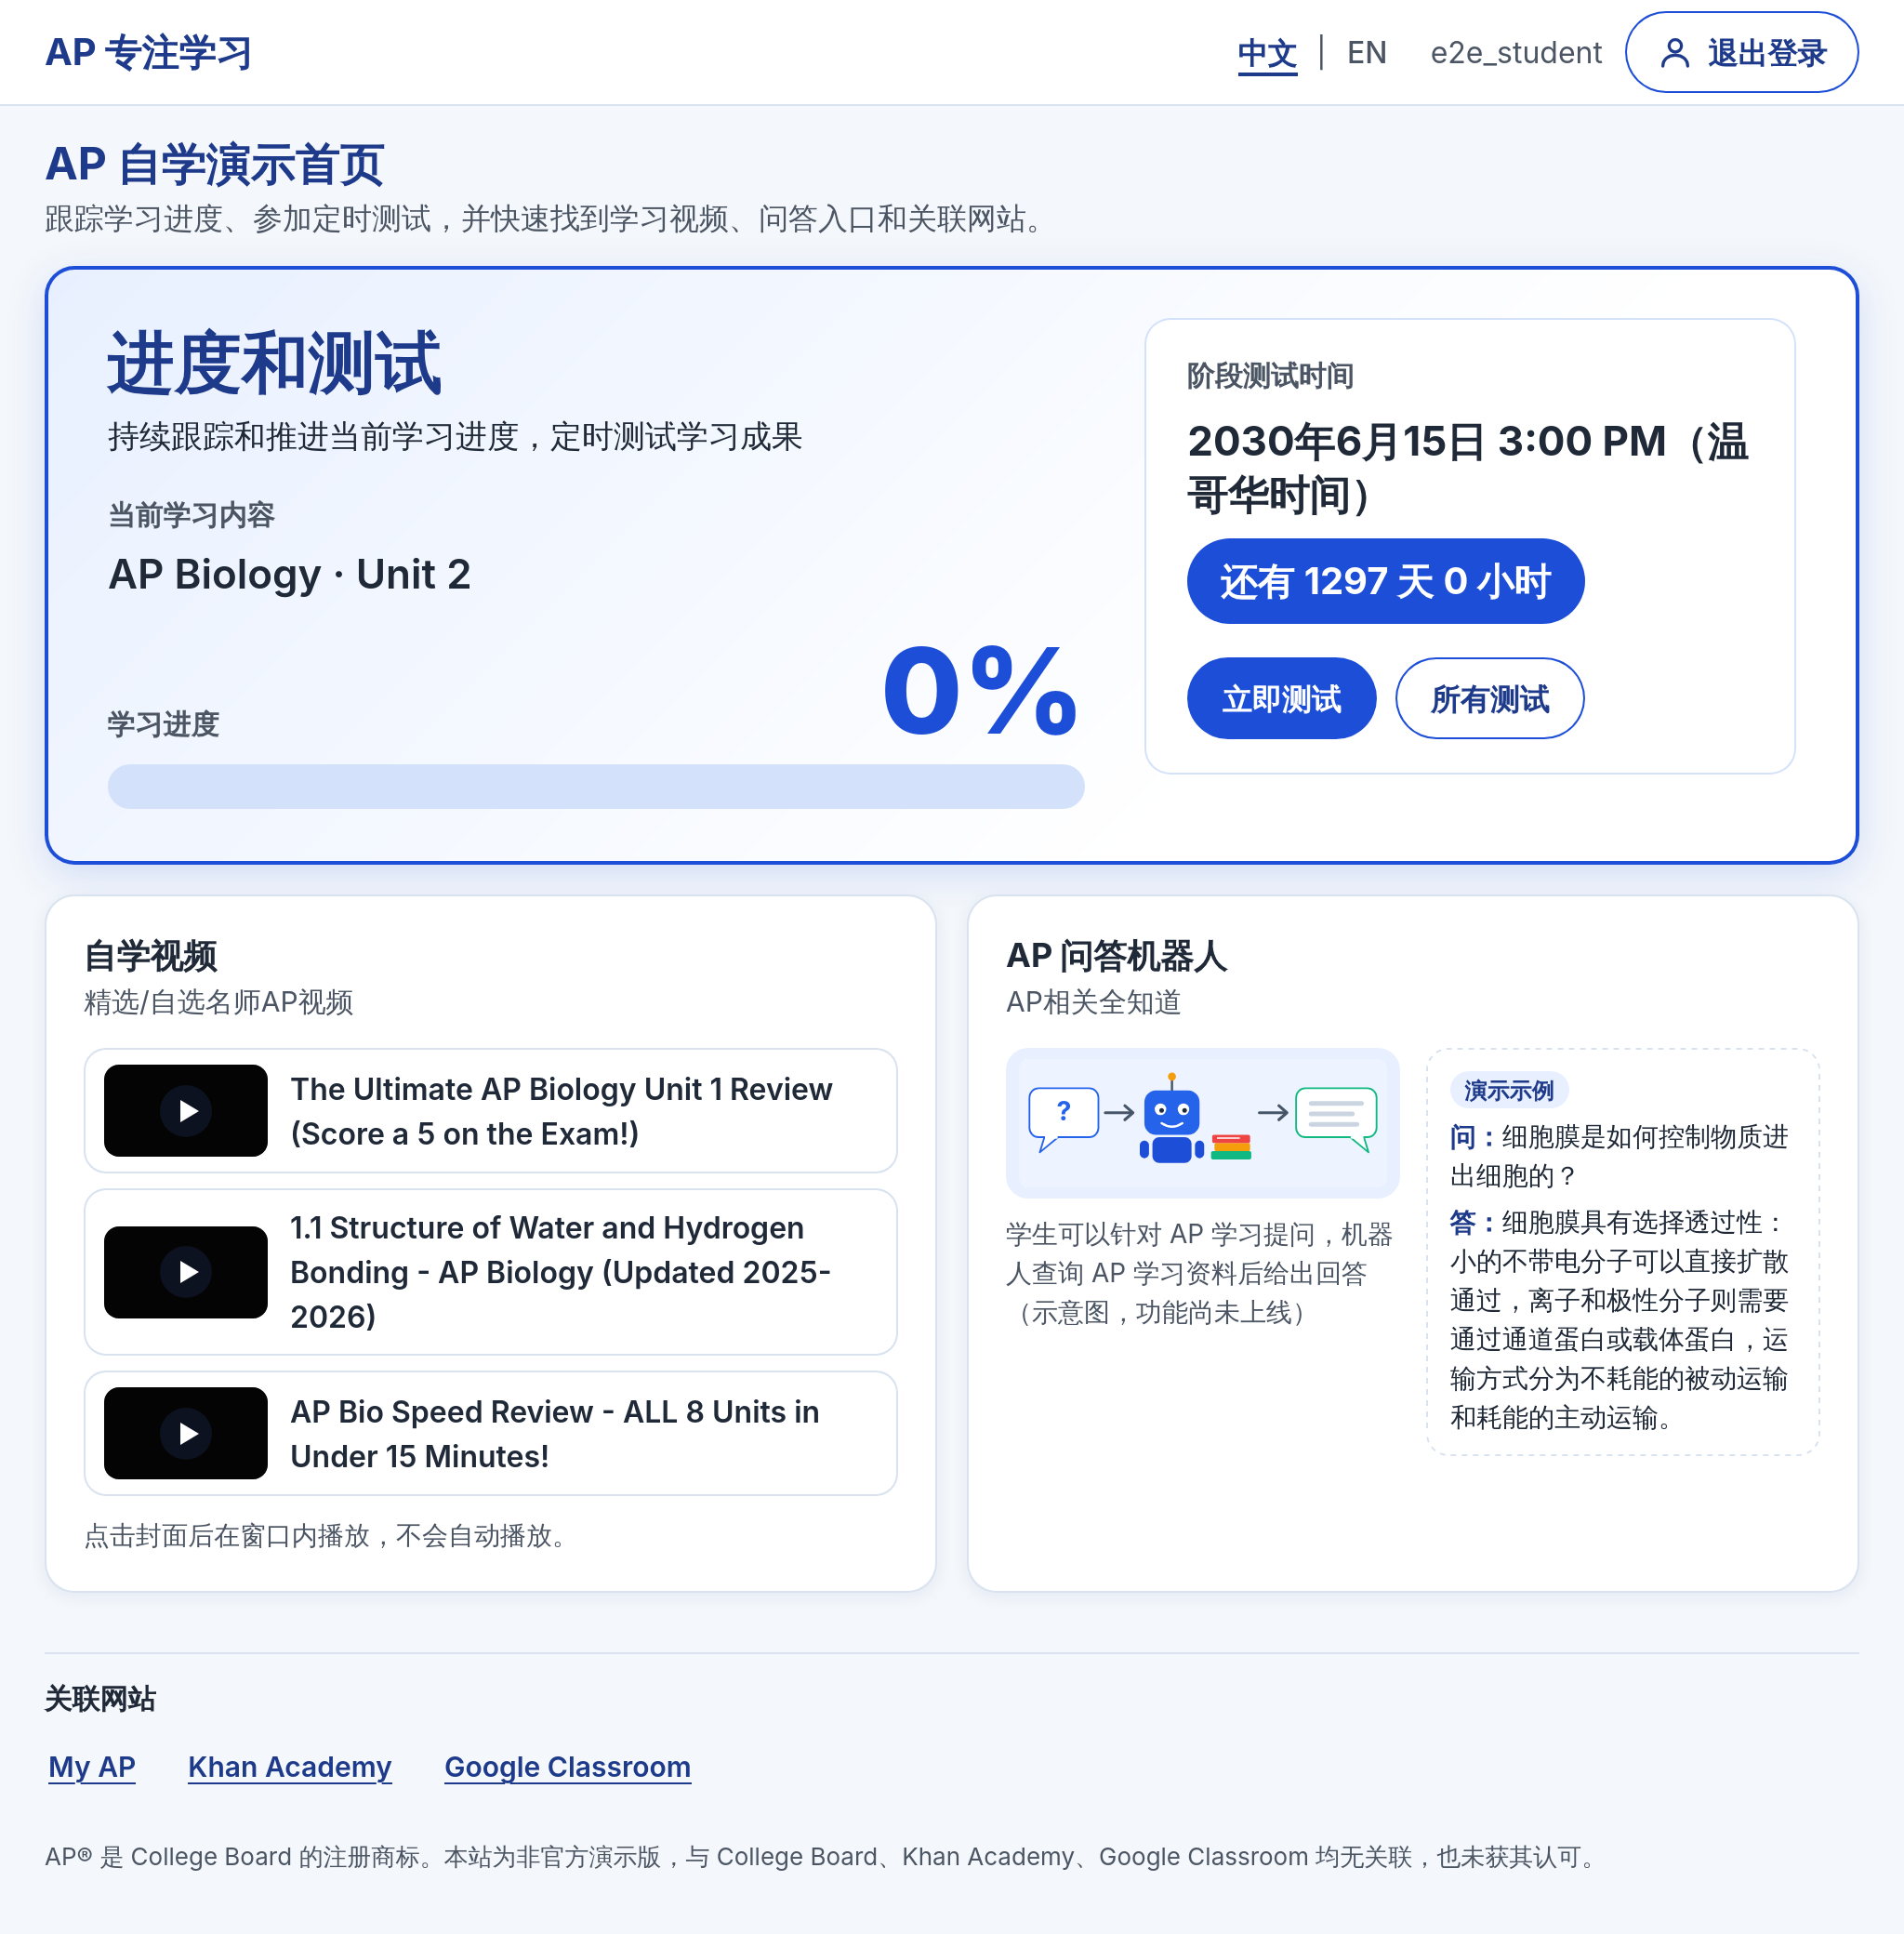 AP 专注学习
中文 | EN e2e_student 退出登录
AP 自学演示首页
跟踪学习进度、参加定时测试，并快速找到学习视频、问答入口和关联网站。
进度和测试
持续跟踪和推进当前学习进度，定时测试学习成果
当前学习内容
AP Biology · Unit 2
学习进度
0%
阶段测试时间
2030年6月15日 3:00 PM（温
哥华时间）
还有 1297 天 0 小时
立即测试
所有测试
自学视频
精选/自选名师AP视频
The Ultimate AP Biology Unit 1 Review
(Score a 5 on the Exam!)
1.1 Structure of Water and Hydrogen
Bonding - AP Biology (Updated 2025-
2026)
AP Bio Speed Review - ALL 8 Units in
Under 15 Minutes!
点击封面后在窗口内播放，不会自动播放。
AP 问答机器人
AP相关全知道
?
学生可以针对 AP 学习提问，机器
人查询 AP 学习资料后给出回答
（示意图，功能尚未上线）
演示示例
问：细胞膜是如何控制物质进
出细胞的？
答：细胞膜具有选择透过性：
小的不带电分子可以直接扩散
通过，离子和极性分子则需要
通过通道蛋白或载体蛋白，运
输方式分为不耗能的被动运输
和耗能的主动运输。
关联网站
My AP
Khan Academy
Google Classroom
AP® 是 College Board 的注册商标。本站为非官方演示版，与 College Board、Khan Academy、Google Classroom 均无关联，也未获其认可。